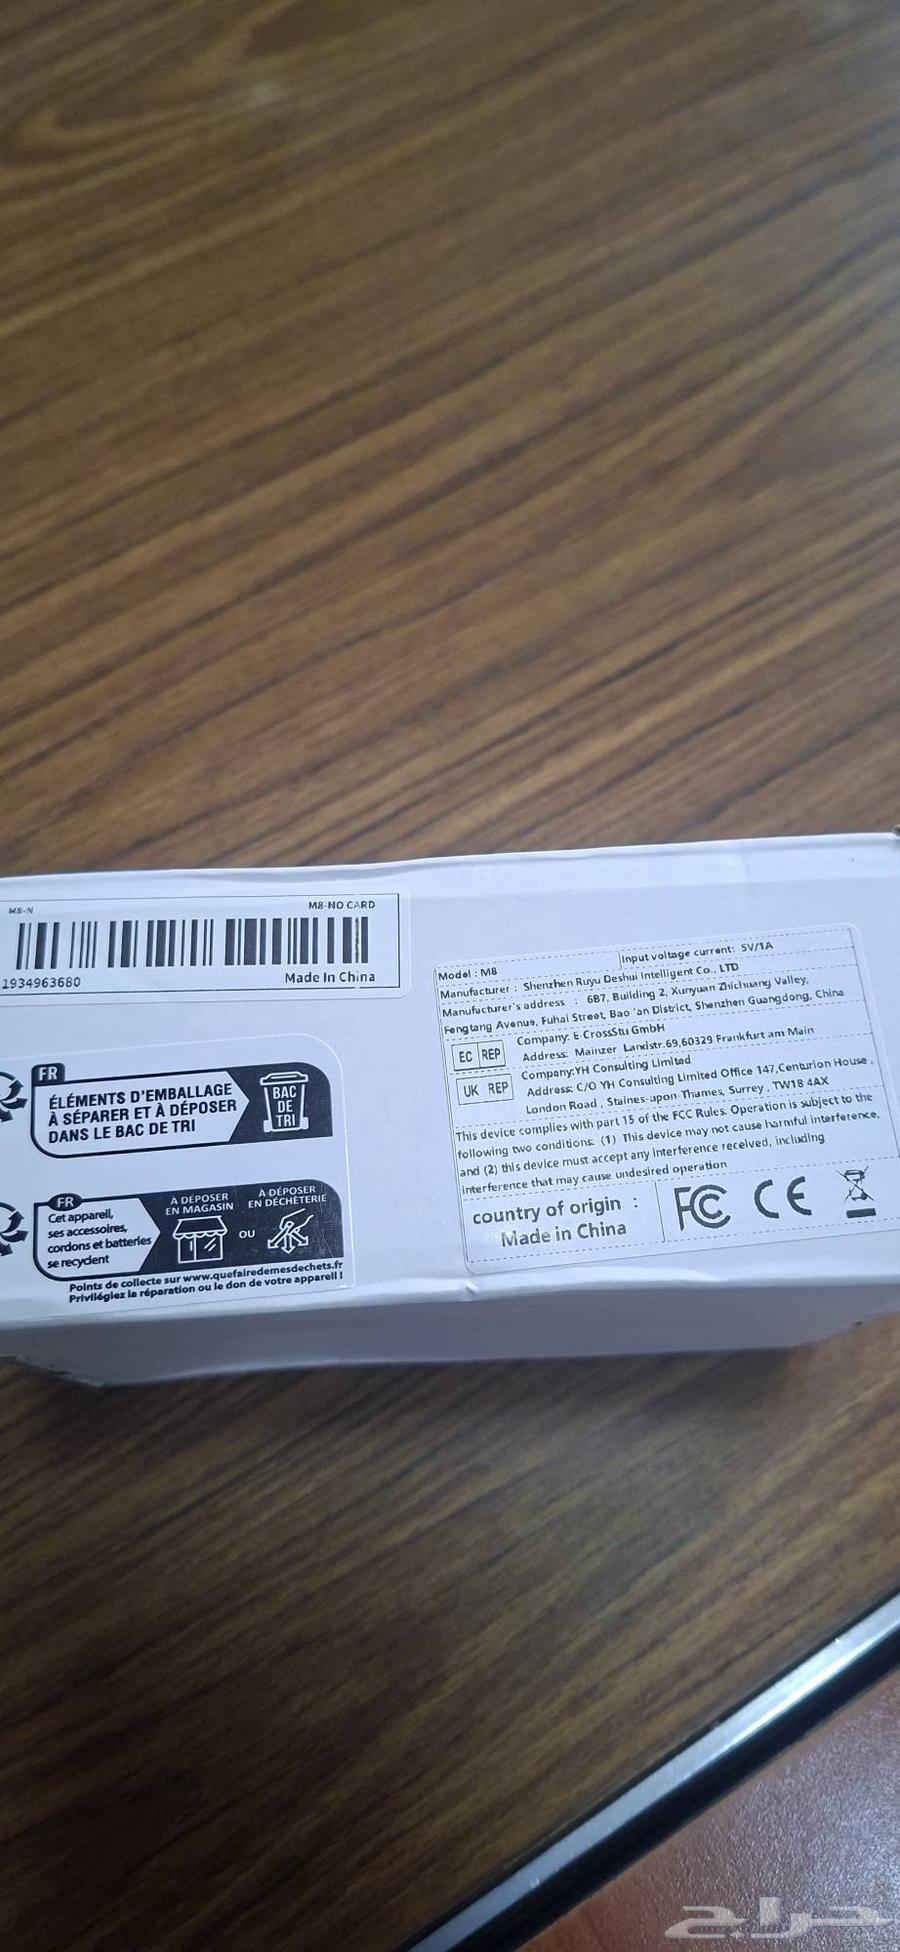 M8-N M8-NO CARD
1934963680 Made In China
FR
ÉLÉMENTS D'EMBALLAGE
À SÉPARER ET À DÉPOSER
DANS LE BAC DE TRI
BAC
DE
TRI
FR
Cet appareil,
ses accessoires,
cordons et batteries
se recyclent
À DÉPOSER
EN MAGASIN
OU
À DÉPOSER
EN DÉCHÈTERIE
Points de collecte sur www.quefairedemesdechets.fr
Privilégiez la réparation ou le don de votre appareil !
Model : M8 Input voltage current: 5V/1A
Manufacturer : Shenzhen Ruyu Deshui Intelligent Co., LTD
Manufacturer's address : 6B7, Building 2, Xunyuan Zhichuang Valley,
Fengtang Avenus, Fuhai Street, Bao 'an District, Shenzhen Guangdong, China
EC REP
Company: E-CrossStu GmbH
Address: Mainzer Landstr.69,60329 Frankfurt am Main
UK REP
Company:YH Consulting Limited
Address: C/O YH Consulting Limited Office 147,Centurion House ,
London Road , Staines-upon-Thames, Surrey , TW18 4AX
This device complies with part 15 of the FCC Rules. Operation is subject to the
following two conditions: (1) This device may not cause harmful interference,
and (2) this device must accept any interference received, including
interference that may cause undesired operation
country of origin :
Made in China
FCC CE
حراج